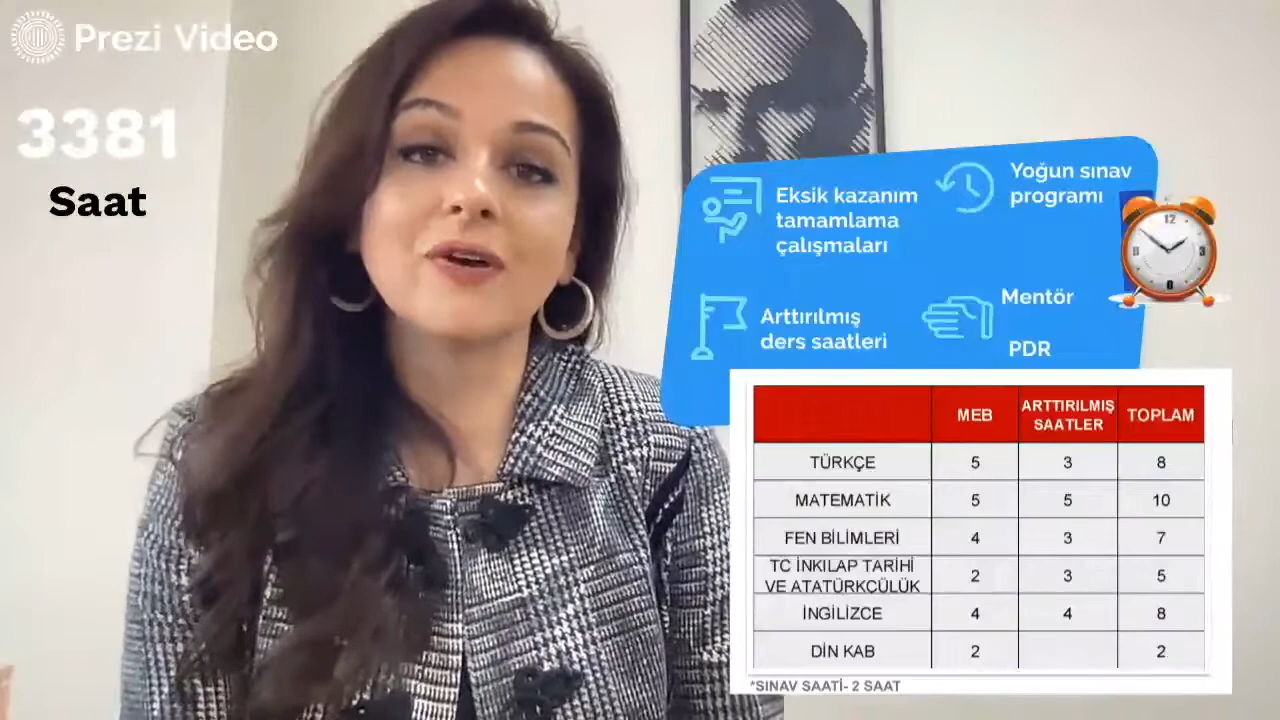 Prezi Video
3381
Saat
Eksik kazanım
tamamlama
çalışmaları
Yoğun sınav
programı
Arttırılmış
ders saatleri
Mentör
PDR
MEB ARTTIRILMIŞ SAATLER TOPLAM
TÜRKÇE 5 3 8
MATEMATİK 5 5 10
FEN BİLİMLERİ 4 3 7
TC İNKILAP TARİHİ
VE ATATÜRKÇÜLÜK 2 3 5
İNGİLİZCE 4 4 8
DİN KAB 2 2
*SINAV SAATİ- 2 SAAT